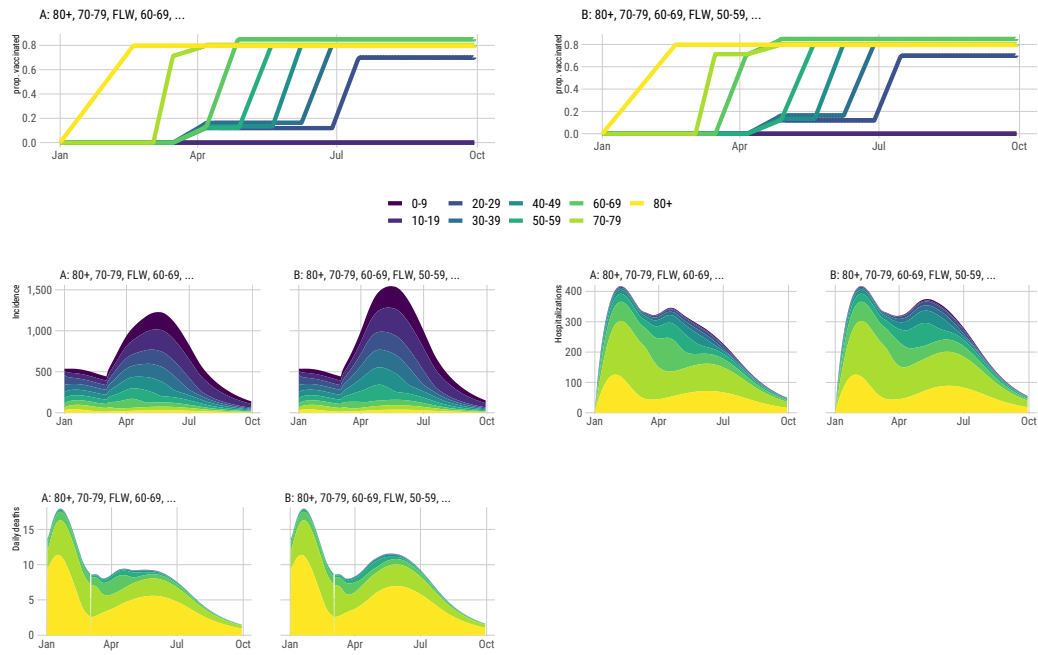 A: 80+, 70-79, FLW, 60-69, ...
B: 80+, 70-79, 60-69, FLW, 50-59, ...
prop. vaccinated
0.8
0.6
0.4
0.2
0.0
Jan Apr Jul Oct
prop. vaccinated
0.8
0.6
0.4
0.2
0.0
Jan Apr Jul Oct
0-9 20-29 40-49 60-69 80+
10-19 30-39 50-59 70-79
A: 80+, 70-79, FLW, 60-69, ...
B: 80+, 70-79, 60-69, FLW, 50-59, ...
Incidence
1,500
1,000
500
0
Jan Apr Jul Oct
Jan Apr Jul Oct
A: 80+, 70-79, FLW, 60-69, ...
B: 80+, 70-79, 60-69, FLW, 50-59, ...
Hospitalizations
400
300
200
100
0
Jan Apr Jul Oct
Jan Apr Jul Oct
A: 80+, 70-79, FLW, 60-69, ...
B: 80+, 70-79, 60-69, FLW, 50-59, ...
Daily deaths
15
10
5
0
Jan Apr Jul Oct
Jan Apr Jul Oct